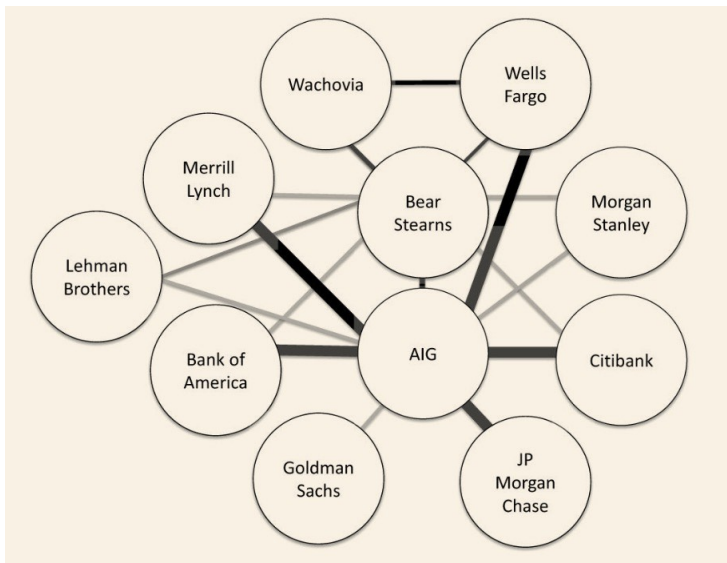 Wachovia
Wells
Fargo
Merrill
Lynch
Bear
Stearns
Morgan
Stanley
Lehman
Brothers
Bank of
America
AIG
Citibank
Goldman
Sachs
JP
Morgan
Chase